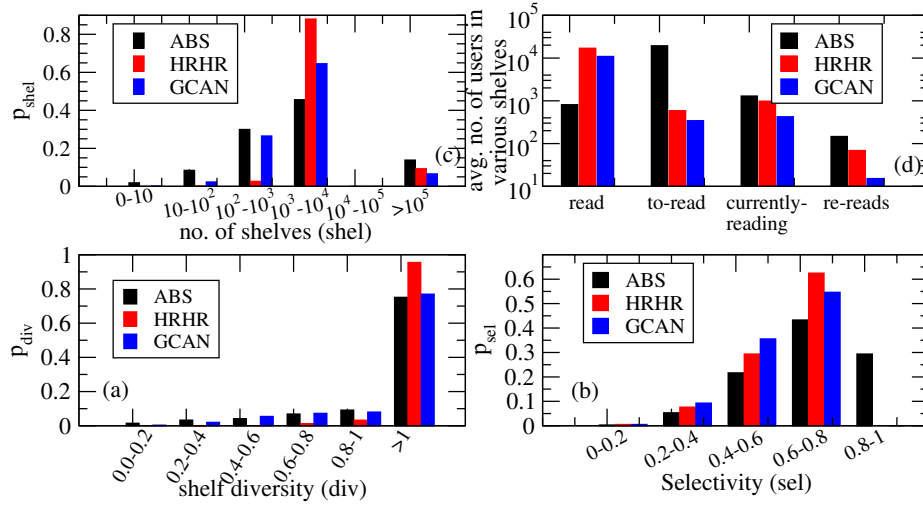 0.8
0.6
0.4
0.2
0
p_shel
ABS
HRHR
GCAN
(c)
0-10
10-10^2
10^2-10^3
10^3-10^4
10^4-10^5
>10^5
no. of shelves (shel)
10^5
10^4
10^3
10^2
10^1
avg. no. of users in
various shelves
ABS
HRHR
GCAN
(d)
read
to-read
currently-
reading
re-reads
1
0.8
0.6
0.4
0.2
0
p_div
ABS
HRHR
GCAN
(a)
0.0-0.2
0.2-0.4
0.4-0.6
0.6-0.8
0.8-1
>1
shelf diversity (div)
0.6
0.5
0.4
0.3
0.2
0.1
0
p_sel
ABS
HRHR
GCAN
(b)
0-0.2
0.2-0.4
0.4-0.6
0.6-0.8
0.8-1
Selectivity (sel)